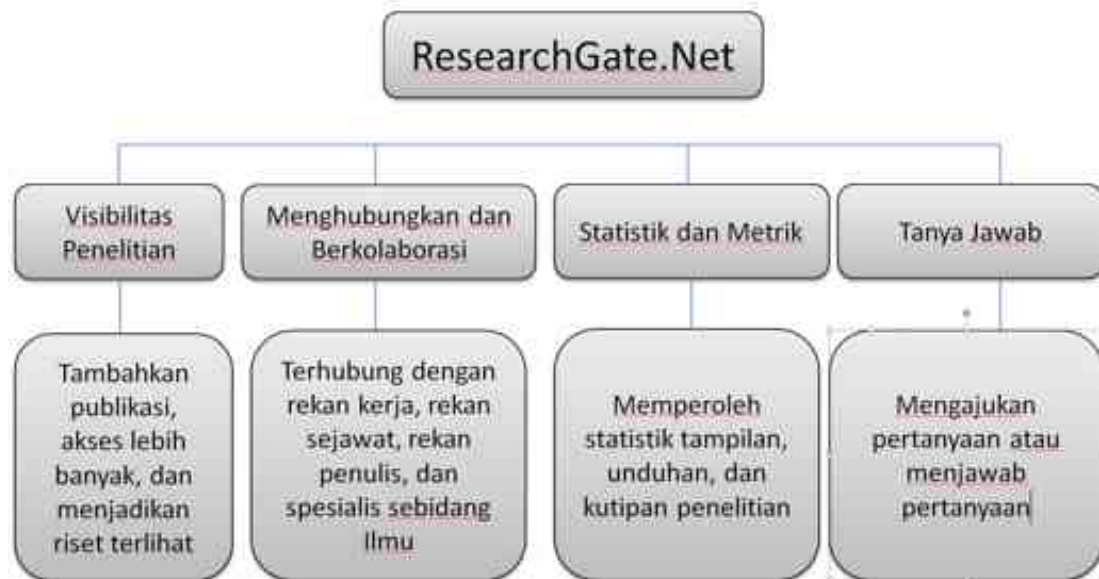 ResearchGate.Net
Visibilitas
Penelitian
Menghubungkan dan
Berkolaborasi
Statistik dan Metrik
Tanya Jawab
Tambahkan
publikasi,
akses lebih
banyak, dan
menjadikan
riset terlihat
Terhubung dengan
rekan kerja, rekan
sejawat, rekan
penulis, dan
spesialis sebidang
Ilmu
Memperoleh
statistik tampilan,
unduhan, dan
kutipan penelitian
Mengajukan
pertanyaan atau
menjawab
pertanyaan